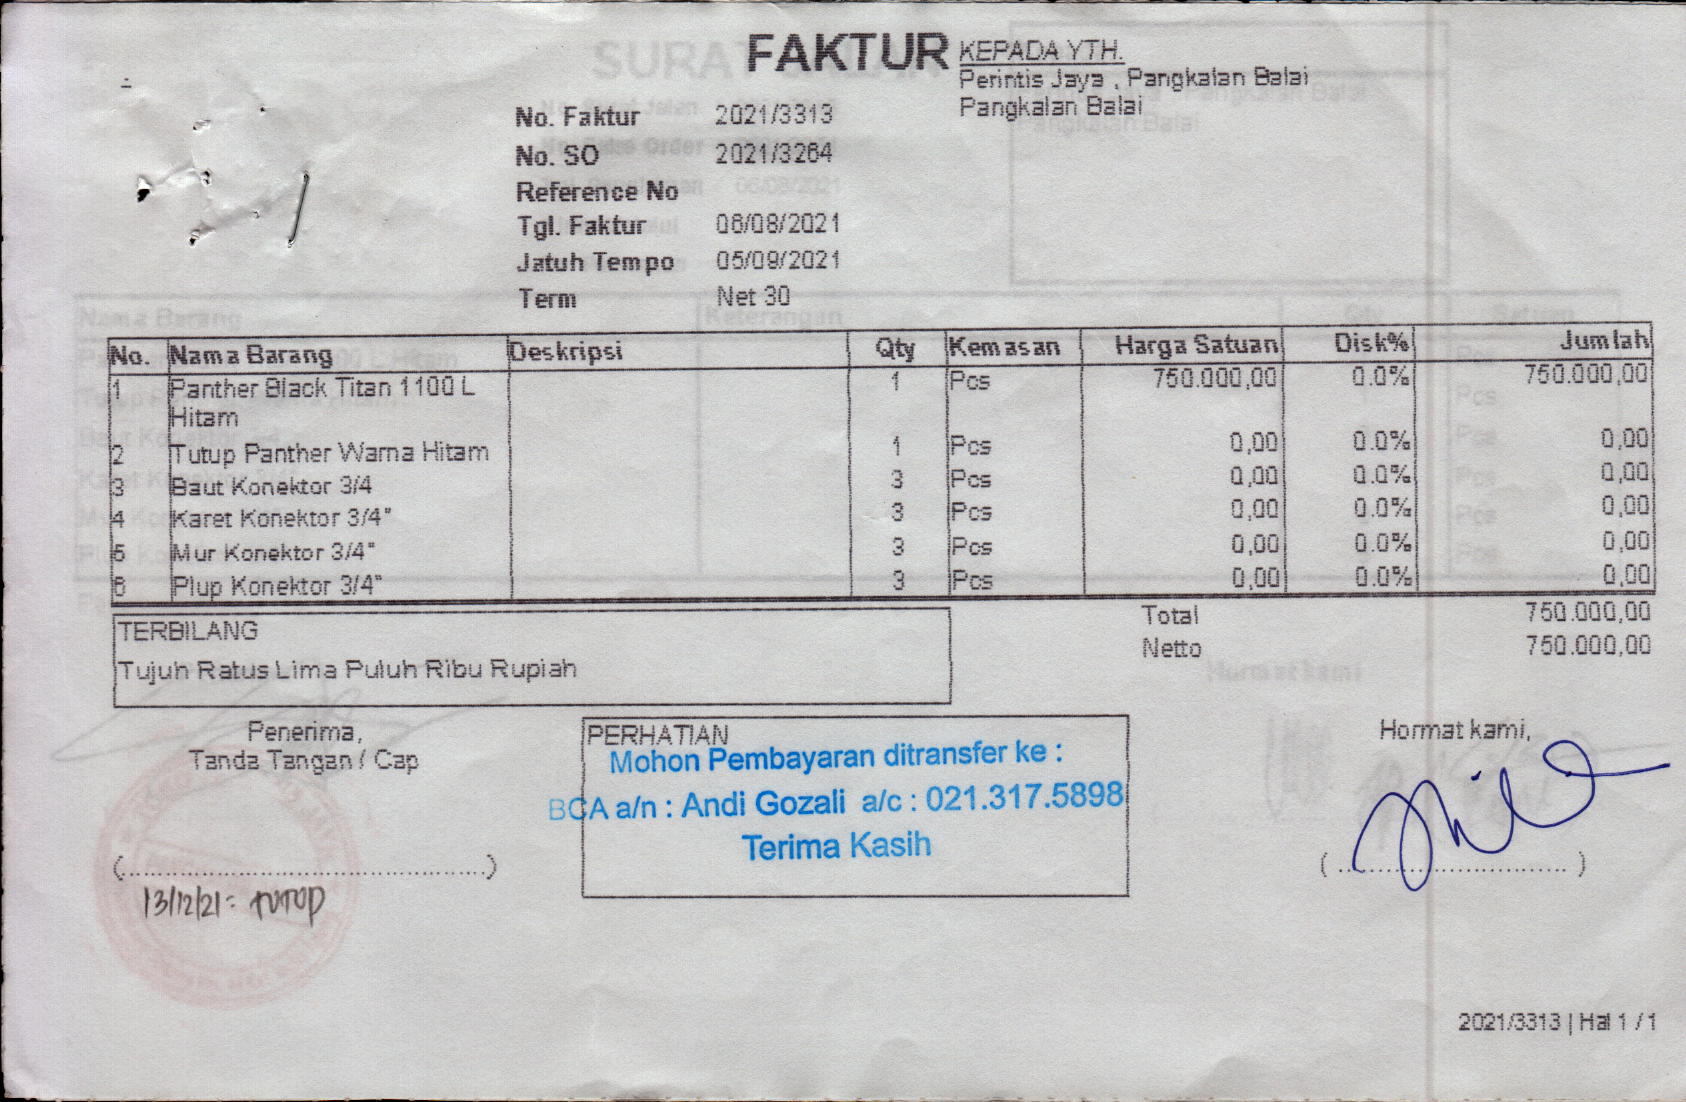 FAKTUR
KEPADA YTH.
Perintis Jaya , Pangkalan Balai
Pangkalan Balai
No. Faktur 2021/3313
No. SO 2021/3264
Reference No
Tgl. Faktur 06/08/2021
Jatuh Tempo 05/09/2021
Term Net 30
No. Nama Barang Deskripsi Qty Kemasan Harga Satuan Disk% Jumlah
1 Panther Black Titan 1100 L 1 Pcs 750.000,00 0.0% 750.000,00
Hitam
2 Tutup Panther Warna Hitam 1 Pcs 0,00 0.0% 0,00
3 Baut Konektor 3/4 3 Pcs 0,00 0.0% 0,00
4 Karet Konektor 3/4" 3 Pcs 0,00 0.0% 0,00
5 Mur Konektor 3/4" 3 Pcs 0,00 0.0% 0,00
6 Plup Konektor 3/4" 3 Pcs 0,00 0.0% 0,00
Total 750.000,00
Netto 750.000,00
TERBILANG
Tujuh Ratus Lima Puluh Ribu Rupiah
Penerima,
Tanda Tangan / Cap
(................................................)
13/12/21 = TUTUP
PERHATIAN
Mohon Pembayaran ditransfer ke :
BCA a/n : Andi Gozali a/c : 021.317.5898
Terima Kasih
Hormat kami,
( .............................. )
2021/3313 | Hal 1 / 1